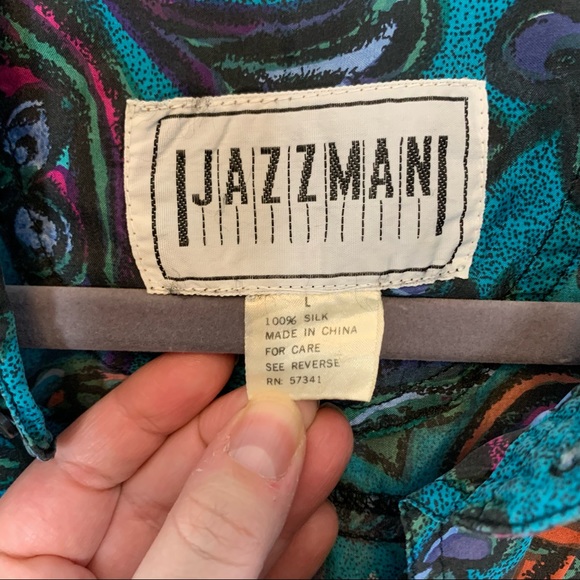 JAZZMAN
L
100% SILK
MADE IN CHINA
FOR CARE
SEE REVERSE
RN: 57341